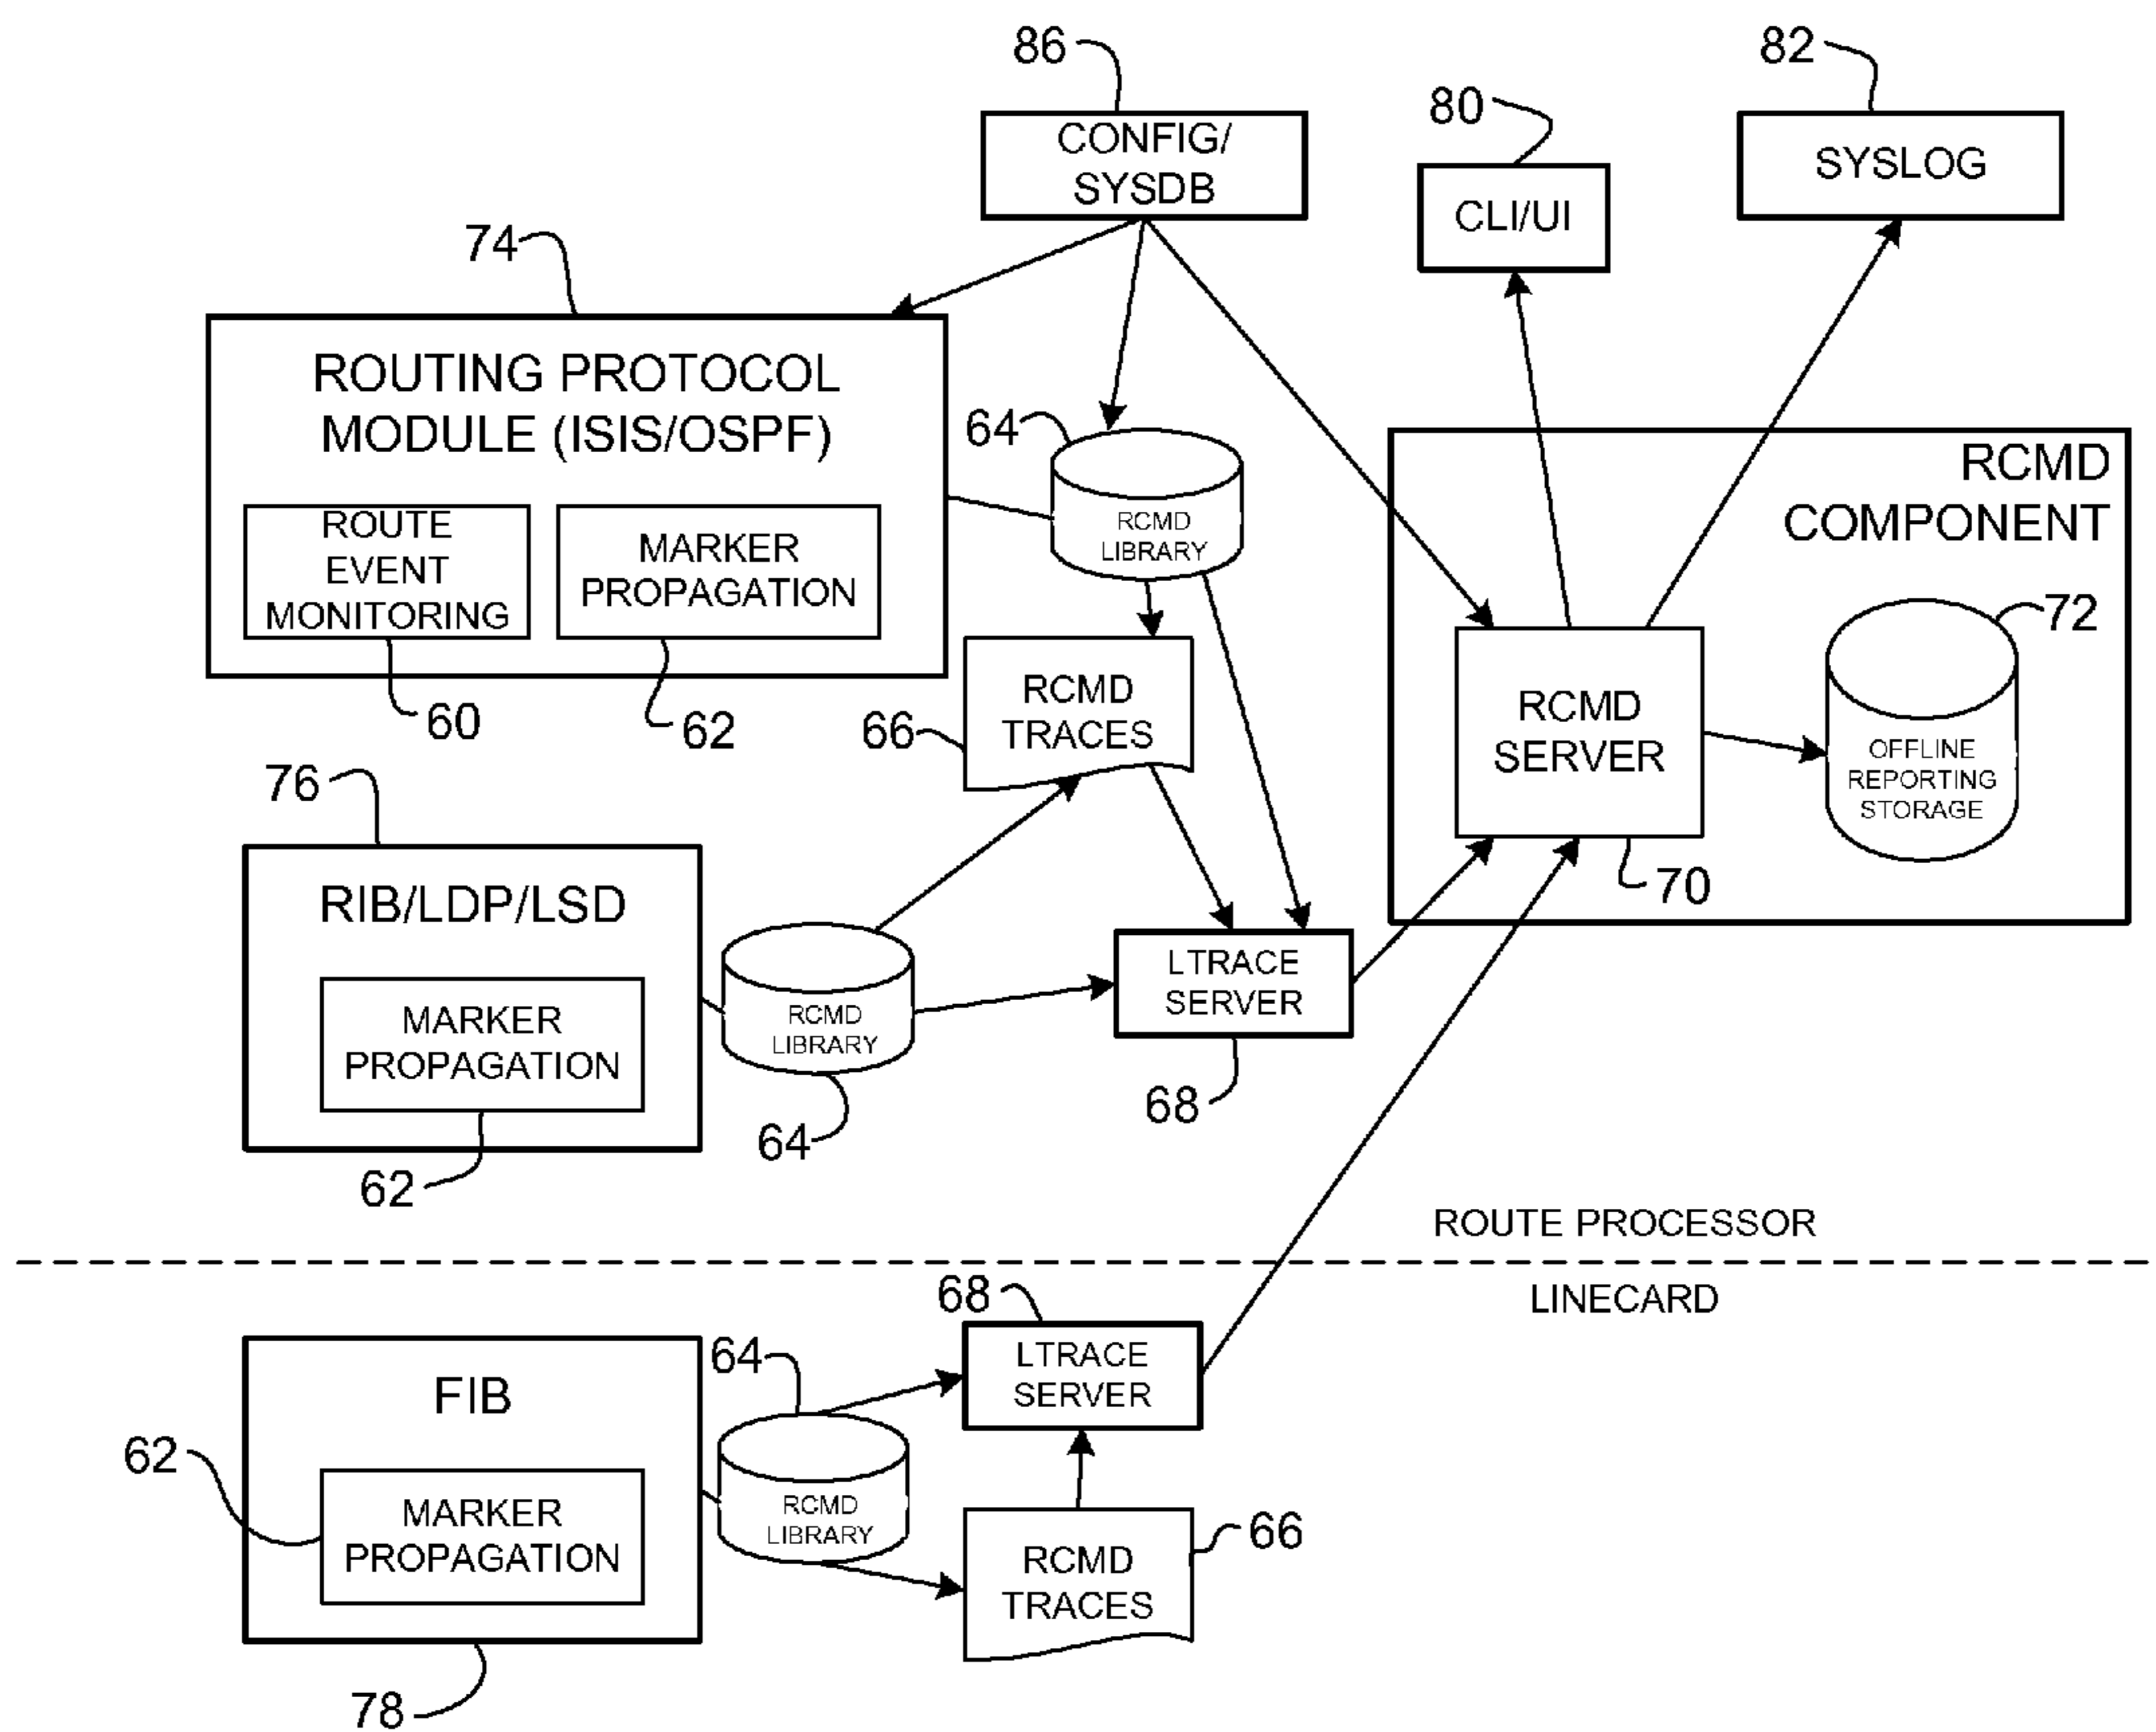 86
82
80
CONFIG/
SYSDB
SYSLOG
CLI/UI
74
ROUTING PROTOCOL
MODULE (ISIS/OSPF)
ROUTE
EVENT
MONITORING
MARKER
PROPAGATION
60
62
64
RCMD
LIBRARY
RCMD
TRACES
66
RCMD
COMPONENT
RCMD
SERVER
70
72
OFFLINE
REPORTING
STORAGE
76
RIB/LDP/LSD
MARKER
PROPAGATION
62
RCMD
LIBRARY
64
LTRACE
SERVER
68
ROUTE PROCESSOR
LINECARD
FIB
62
MARKER
PROPAGATION
78
64
RCMD
LIBRARY
68
LTRACE
SERVER
RCMD
TRACES
66